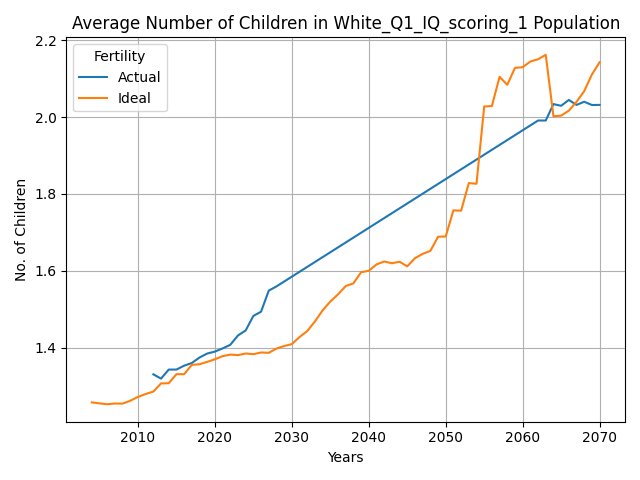 Average Number of Children in White_Q1_IQ_scoring_1 Population
2.2
2.0
1.8
1.6
1.4
No. of Children
Fertility
Actual
Ideal
2010 2020 2030 2040 2050 2060 2070
Years